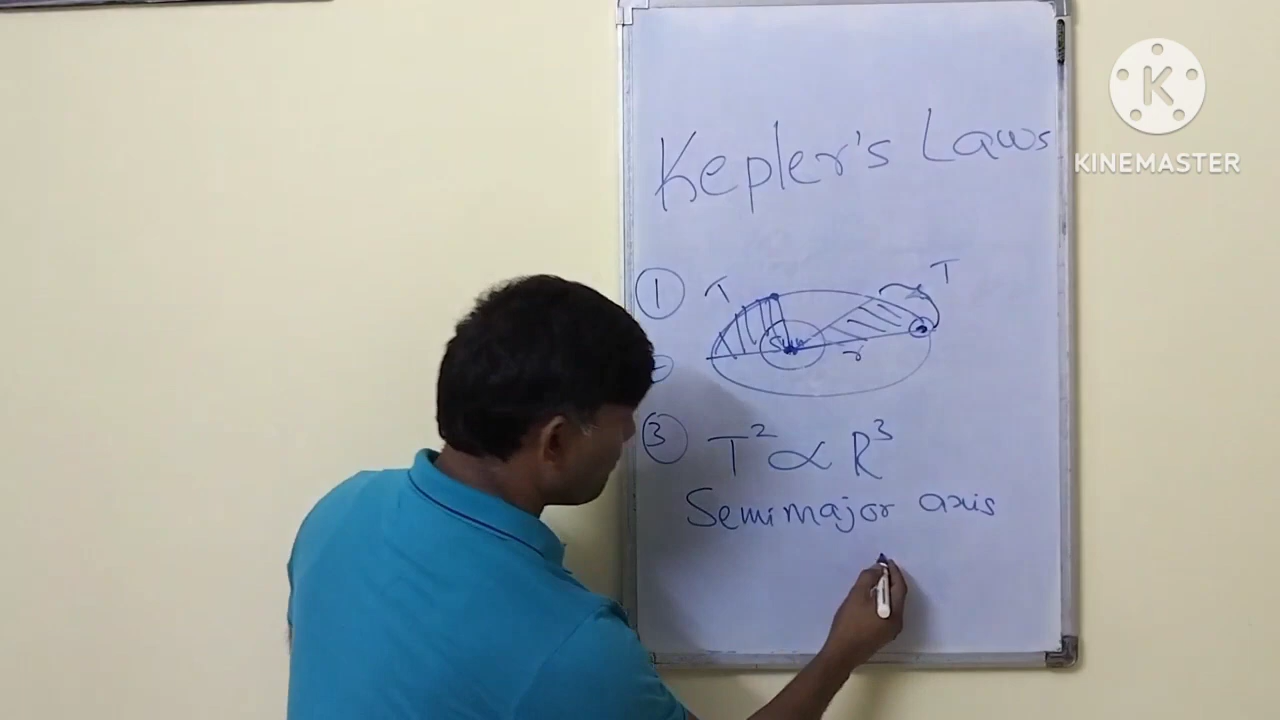 Kepler's Laws
1
T
T
Sun
r
3 T² ∝ R³
Semimajor axis
K
KINEMASTER